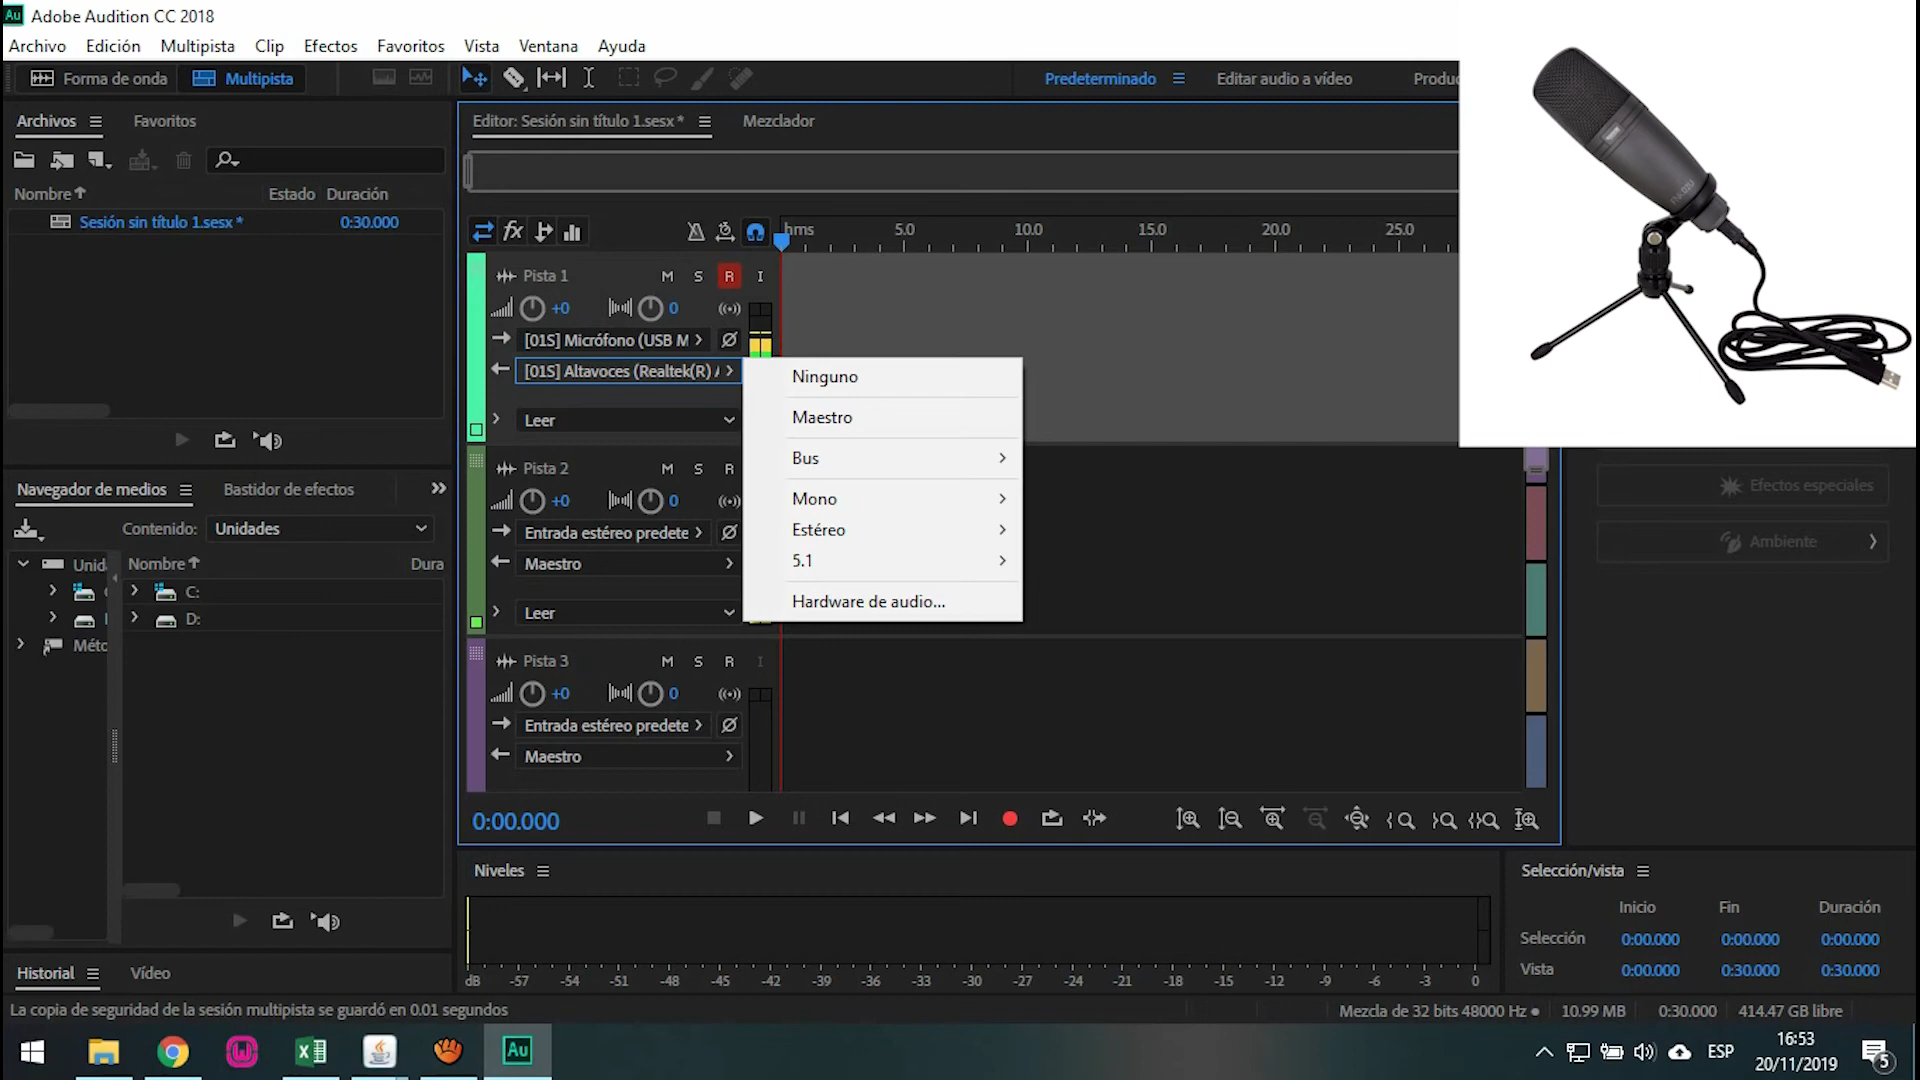 Au Adobe Audition CC 2018
Archivo Edición Multipista Clip Efectos Favoritos Vista Ventana Ayuda
Forma de onda Multipista Predeterminado Editar audio a vídeo Produc
Archivos Favoritos
Nombre Estado Duración
Sesión sin título 1.sesx * 0:30.000
Editor: Sesión sin título 1.sesx * Mezclador
fx hms 5.0 10.0 15.0 20.0 25.0
Pista 1 M S R I
+0 0
[01S] Micrófono (USB M
[01S] Altavoces (Realtek(R) A
Leer
Ninguno
Maestro
Bus
Mono
Estéreo
5.1
Hardware de audio...
Pista 2 M S R
+0 0
Entrada estéreo predete
Maestro
Leer
Pista 3 M S R I
+0 0
Entrada estéreo predete
Maestro
Efectos especiales
Ambiente
Navegador de medios Bastidor de efectos
Contenido: Unidades
Unida Nombre Dura
C:
D:
Méto
0:00.000
Historial Vídeo
Niveles
dB -57 -54 -51 -48 -45 -42 -39 -36 -33 -30 -27 -24 -21 -18 -15 -12 -9 -6 -3 0
Selección/vista
Inicio Fin Duración
Selección 0:00.000 0:00.000 0:00.000
Vista 0:00.000 0:30.000 0:30.000
La copia de seguridad de la sesión multipista se guardó en 0.01 segundos
Mezcla de 32 bits 48000 Hz 10.99 MB 0:30.000 414.47 GB libre
Au ESP 16:53
20/11/2019 5